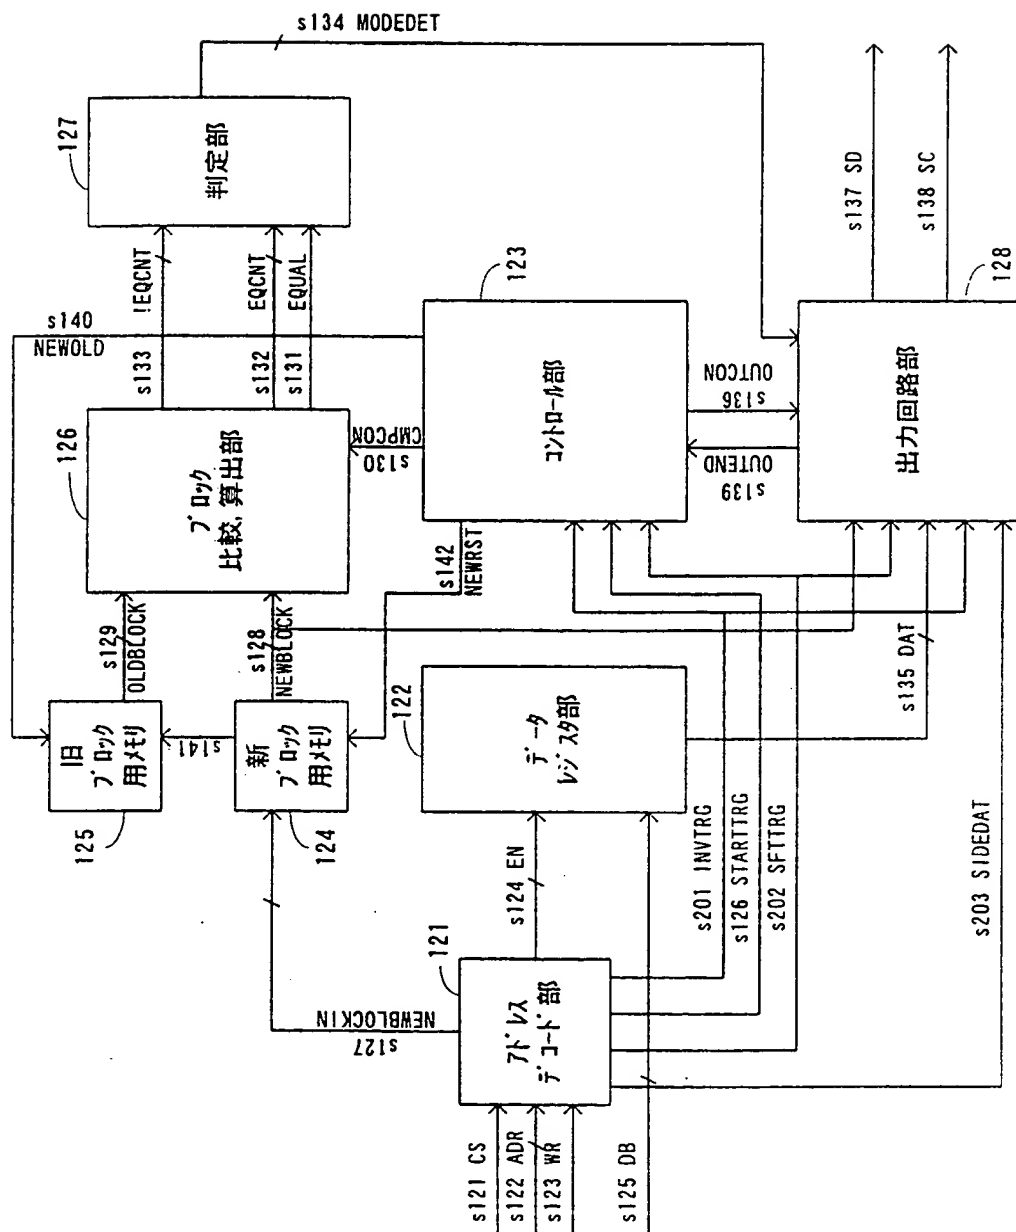 s134 MODEDET
127
判定部
!EQCNT
EQCNT
EQUAL
s140
NEWOLD
s133
s132
s131
126
ブロック
比較,算出部
s130
CMPCON
s129
OLDBLOCK
s128
NEWBLOCK
旧
ブロック
用メモリ
125
s141
新
ブロック
用メモリ
124
s142
NEWRST
123
コントロール部
s136
OUTCON
s139
OUTEND
s137 SD
s138 SC
128
出力回路部
122
データ
レジスタ部
s135 DAT
s124 EN
s201 INVTRG
s126 STARTTRG
s202 SFTTRG
s203 SIDEDAT
121
アドレス
デコード部
s127
NEWBLOCKIN
s121 CS
s122 ADR
s123 WR
s125 DB